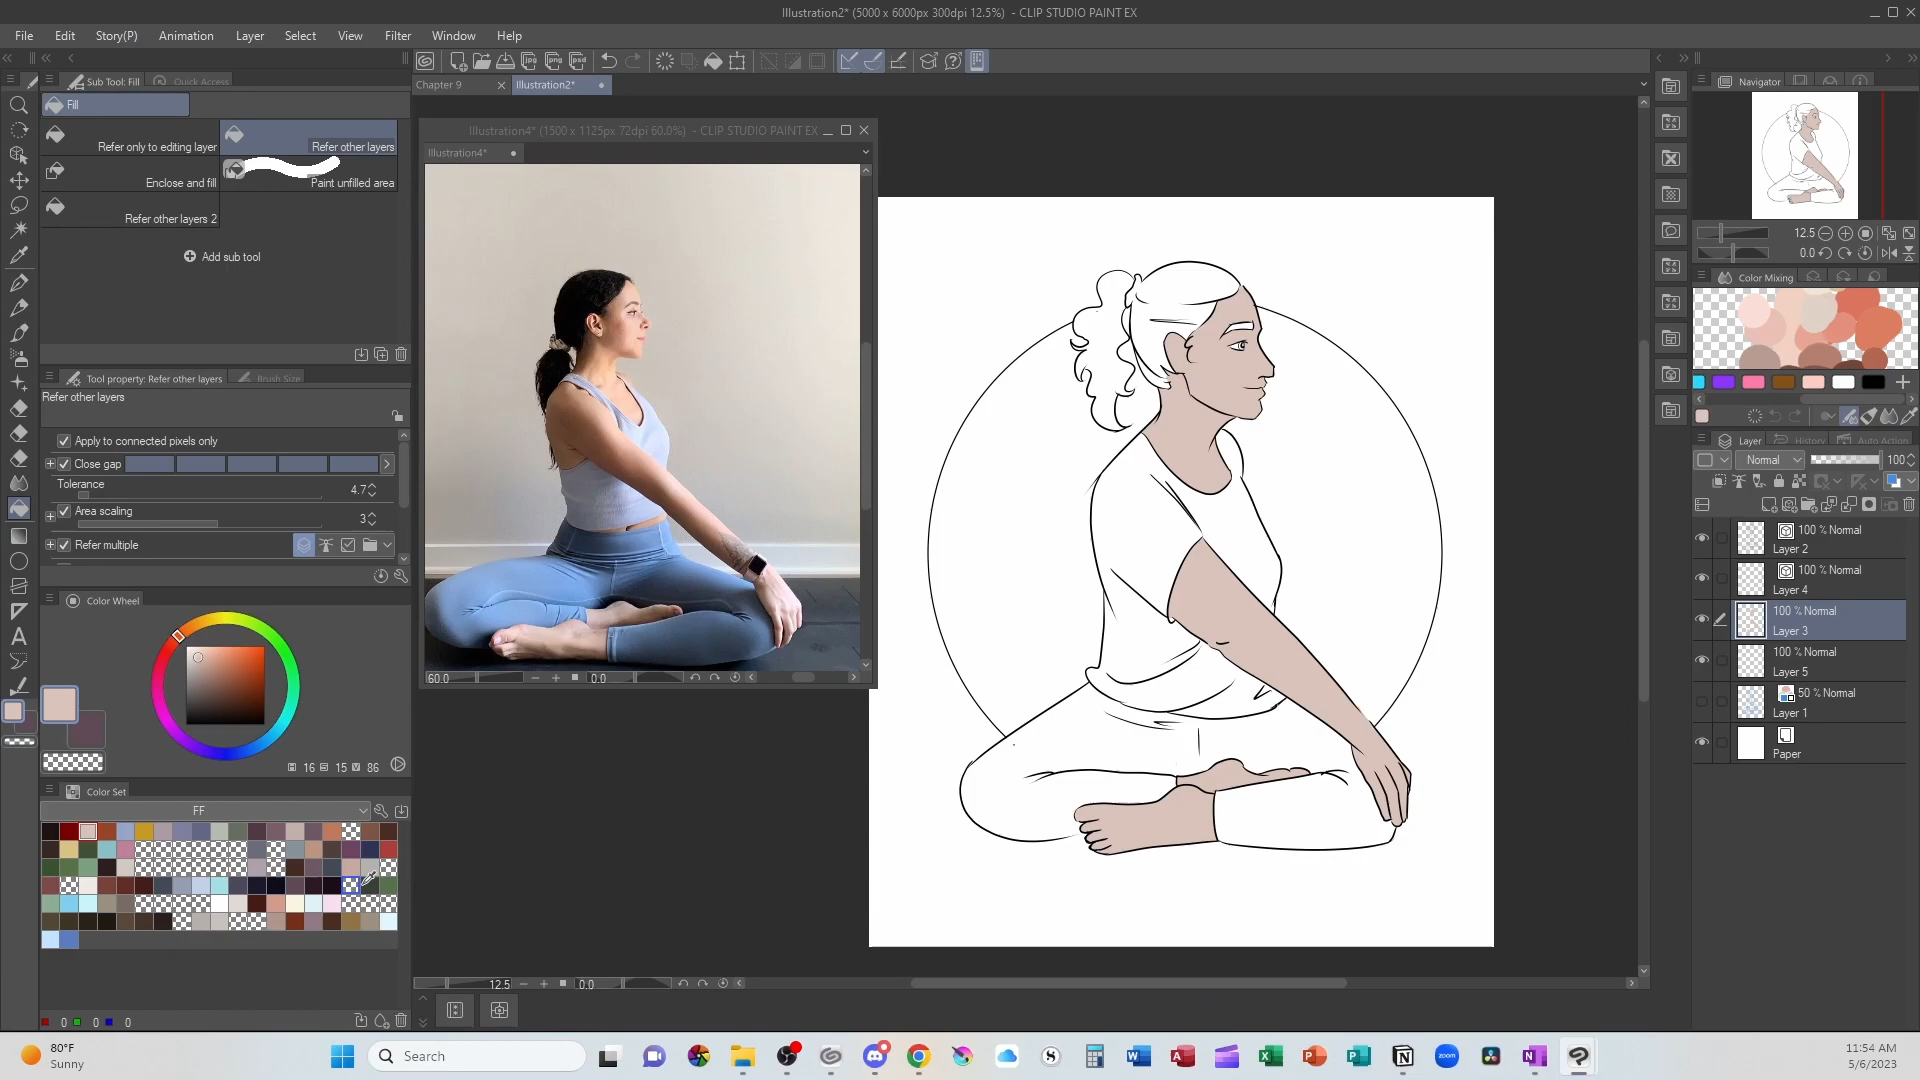 Illustration2* (5000 x 6000px 300dpi 12.5%) - CLIP STUDIO PAINT EX
File Edit Story(P) Animation Layer Select View Filter Window Help
Sub Tool: Fill Quick Access
Chapter 9 Illustration2*
Navigator
Fill
Refer only to editing layer Refer other layers
Enclose and fill Paint unfilled area
Refer other layers 2
Add sub tool
Illustration4* (1500 x 1125px 72dpi 60.0%) - CLIP STUDIO PAINT EX
Illustration4*
12.5
0.0
Color Mixing
Tool property: Refer other layers Brush Size
Refer other layers
Apply to connected pixels only
Close gap
Tolerance
4.7
Area scaling
3
Refer multiple
Layer History Auto Action
Normal 100
100 % Normal
Layer 2
100 % Normal
Layer 4
100 % Normal
Layer 3
100 % Normal
Layer 5
50 % Normal
Layer 1
Paper
Color Wheel
16 15 86
60.0 0.0
Color Set
FF
12.5 0.0
0 0 0
80°F
Sunny
Search
jpg png psd
zoom
11:54 AM
5/6/2023